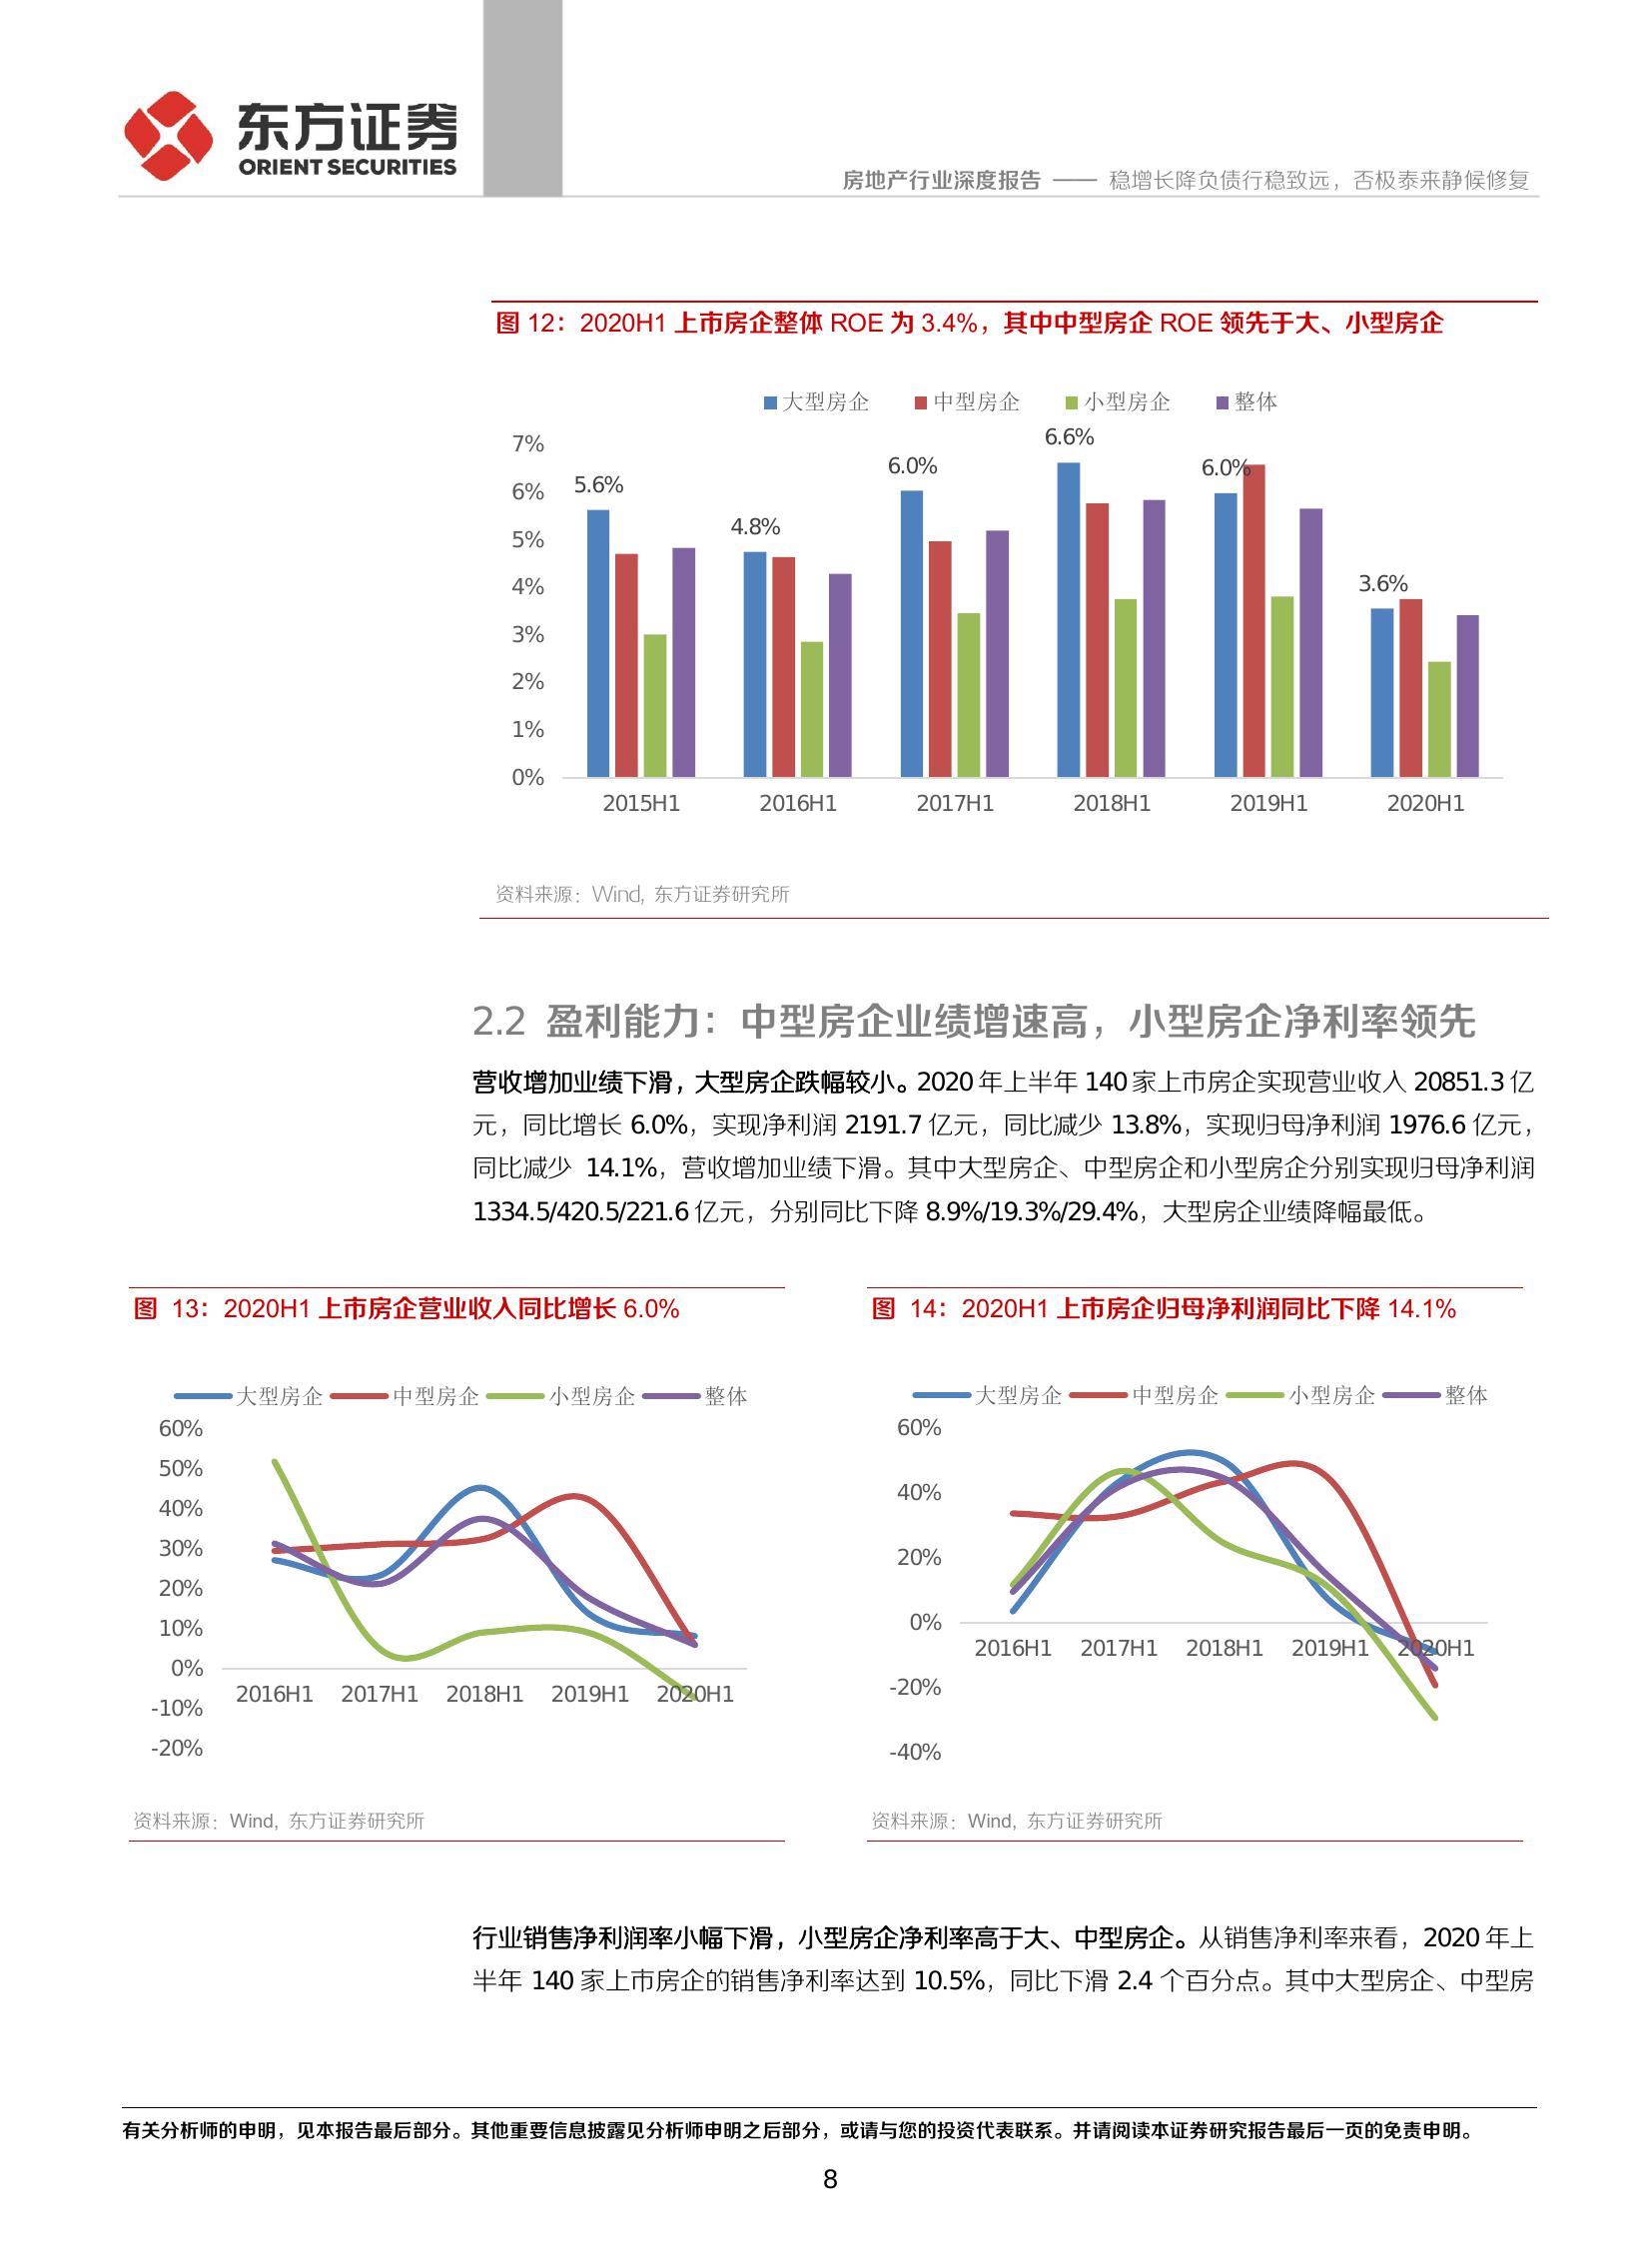 东方证券
ORIENT SECURITIES
房地产行业深度报告 —— 稳增长降负债行稳致远，否极泰来静候修复
图 12：2020H1 上市房企整体 ROE 为 3.4%，其中中型房企 ROE 领先于大、小型房企
大型房企 中型房企 小型房企 整体
7%
6%
5%
4%
3%
2%
1%
0%
5.6%
4.8%
6.0%
6.6%
6.0%
3.6%
2015H1 2016H1 2017H1 2018H1 2019H1 2020H1
资料来源：Wind, 东方证券研究所
2.2 盈利能力：中型房企业绩增速高，小型房企净利率领先
营收增加业绩下滑，大型房企跌幅较小。2020 年上半年 140 家上市房企实现营业收入 20851.3 亿
元，同比增长 6.0%，实现净利润 2191.7 亿元，同比减少 13.8%，实现归母净利润 1976.6 亿元，
同比减少 14.1%，营收增加业绩下滑。其中大型房企、中型房企和小型房企分别实现归母净利润
1334.5/420.5/221.6 亿元，分别同比下降 8.9%/19.3%/29.4%，大型房企业绩降幅最低。
图 13：2020H1 上市房企营业收入同比增长 6.0%
大型房企 中型房企 小型房企 整体
60%
50%
40%
30%
20%
10%
0%
-10%
-20%
2016H1 2017H1 2018H1 2019H1 2020H1
资料来源：Wind, 东方证券研究所
图 14：2020H1 上市房企归母净利润同比下降 14.1%
大型房企 中型房企 小型房企 整体
60%
40%
20%
0%
-20%
-40%
2016H1 2017H1 2018H1 2019H1 2020H1
资料来源：Wind, 东方证券研究所
行业销售净利润率小幅下滑，小型房企净利率高于大、中型房企。从销售净利率来看，2020 年上
半年 140 家上市房企的销售净利率达到 10.5%，同比下滑 2.4 个百分点。其中大型房企、中型房
有关分析师的申明，见本报告最后部分。其他重要信息披露见分析师申明之后部分，或请与您的投资代表联系。并请阅读本证券研究报告最后一页的免责申明。
8